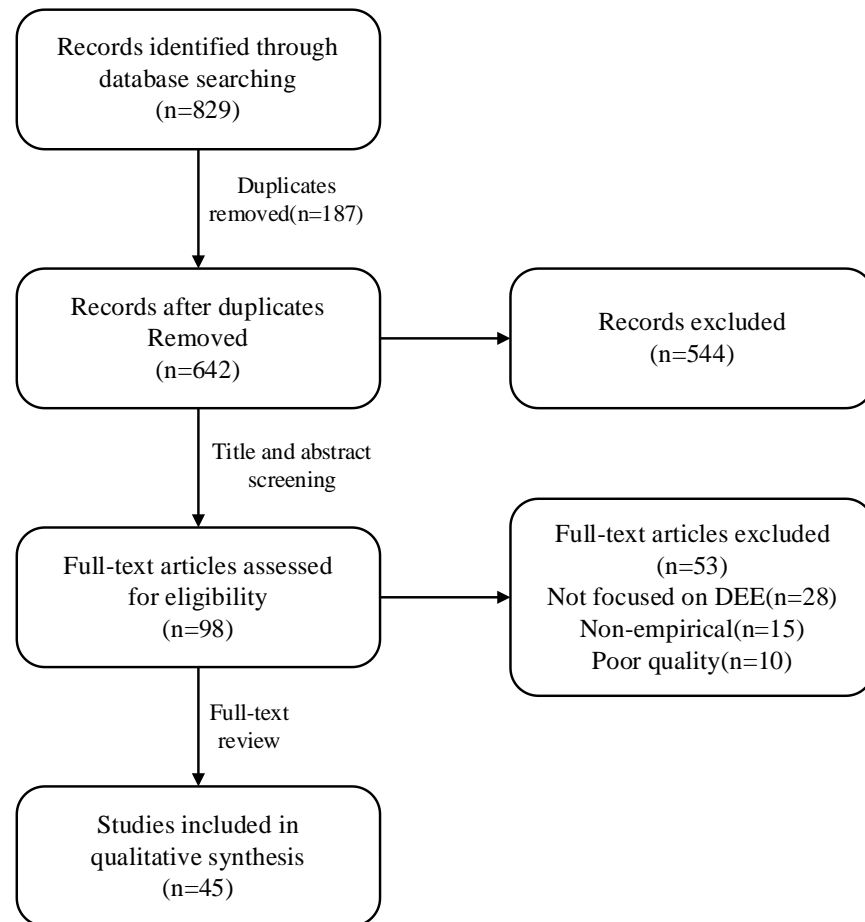 Records identified through
database searching
(n=829)
Duplicates
removed(n=187)
Records after duplicates
Removed
(n=642)
Records excluded
(n=544)
Title and abstract
screening
Full-text articles assessed
for eligibility
(n=98)
Full-text articles excluded
(n=53)
Not focused on DEE(n=28)
Non-empirical(n=15)
Poor quality(n=10)
Full-text
review
Studies included in
qualitative synthesis
(n=45)